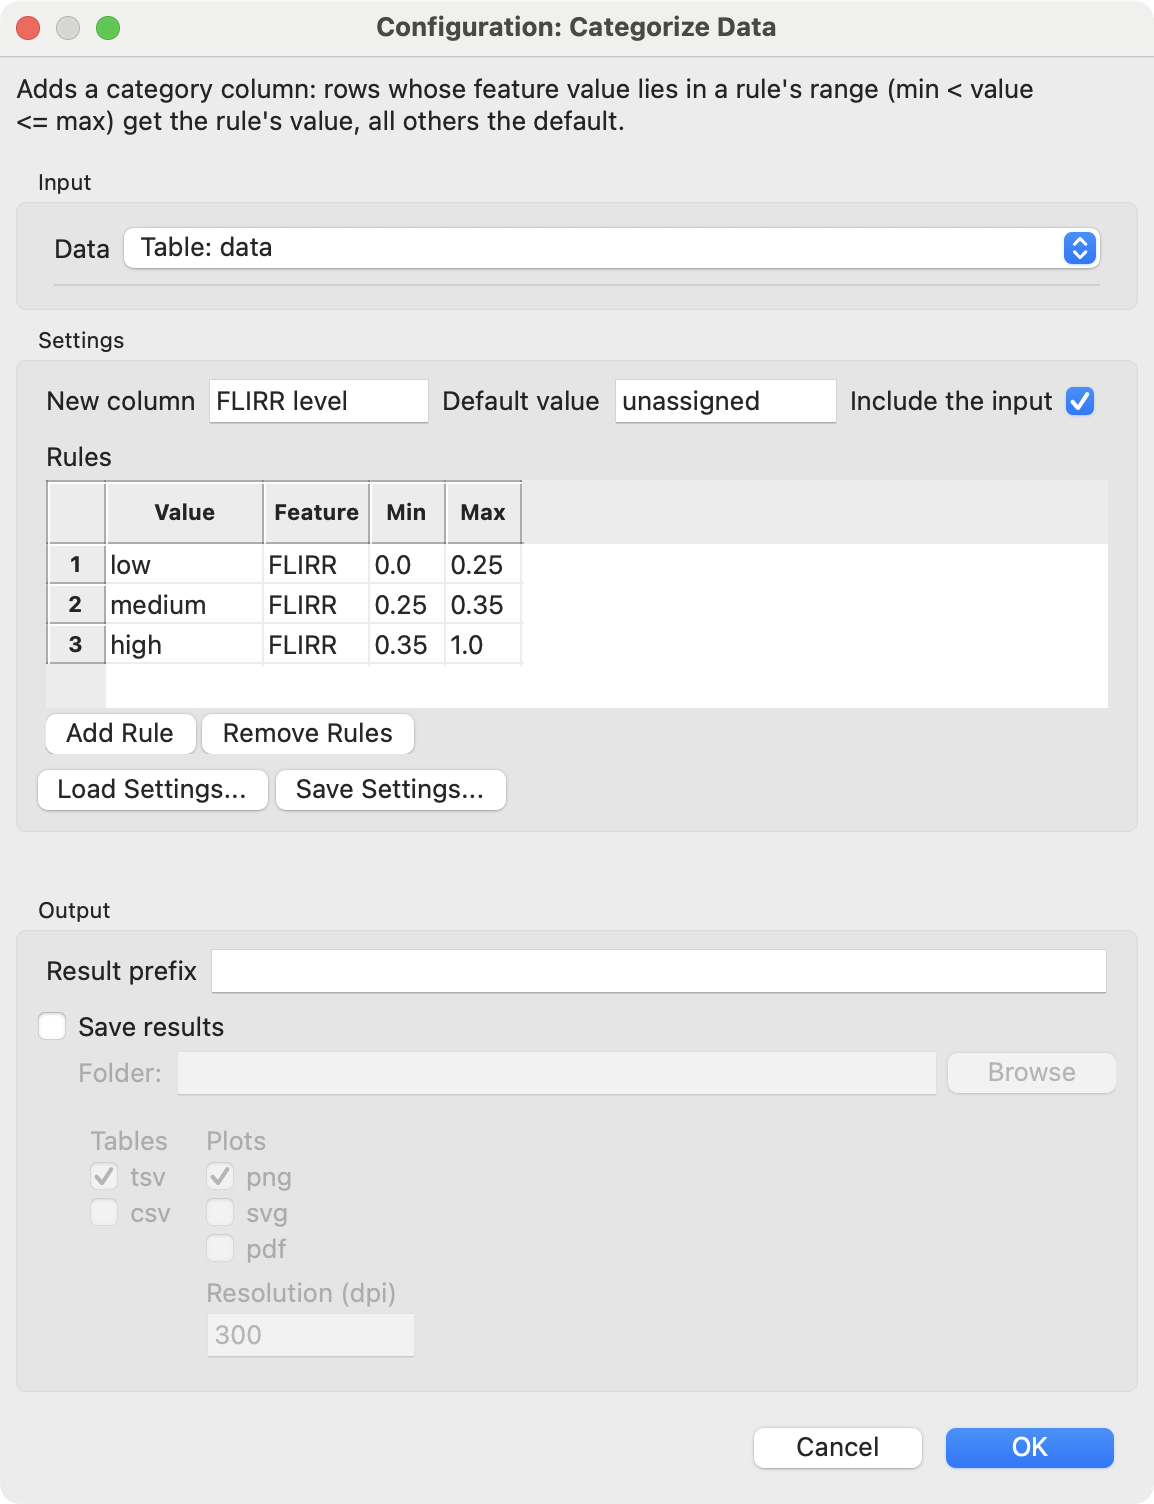 Configuration: Categorize Data
Adds a category column: rows whose feature value lies in a rule's range (min < value
<= max) get the rule's value, all others the default.
Input
Data Table: data
Settings
New column FLIRR level Default value unassigned Include the input
Rules
Value Feature Min Max
1 low FLIRR 0.0 0.25
2 medium FLIRR 0.25 0.35
3 high FLIRR 0.35 1.0
Add Rule Remove Rules
Load Settings... Save Settings...
Output
Result prefix
Save results
Folder: Browse
Tables Plots
tsv png
csv svg
pdf
Resolution (dpi)
300
Cancel OK